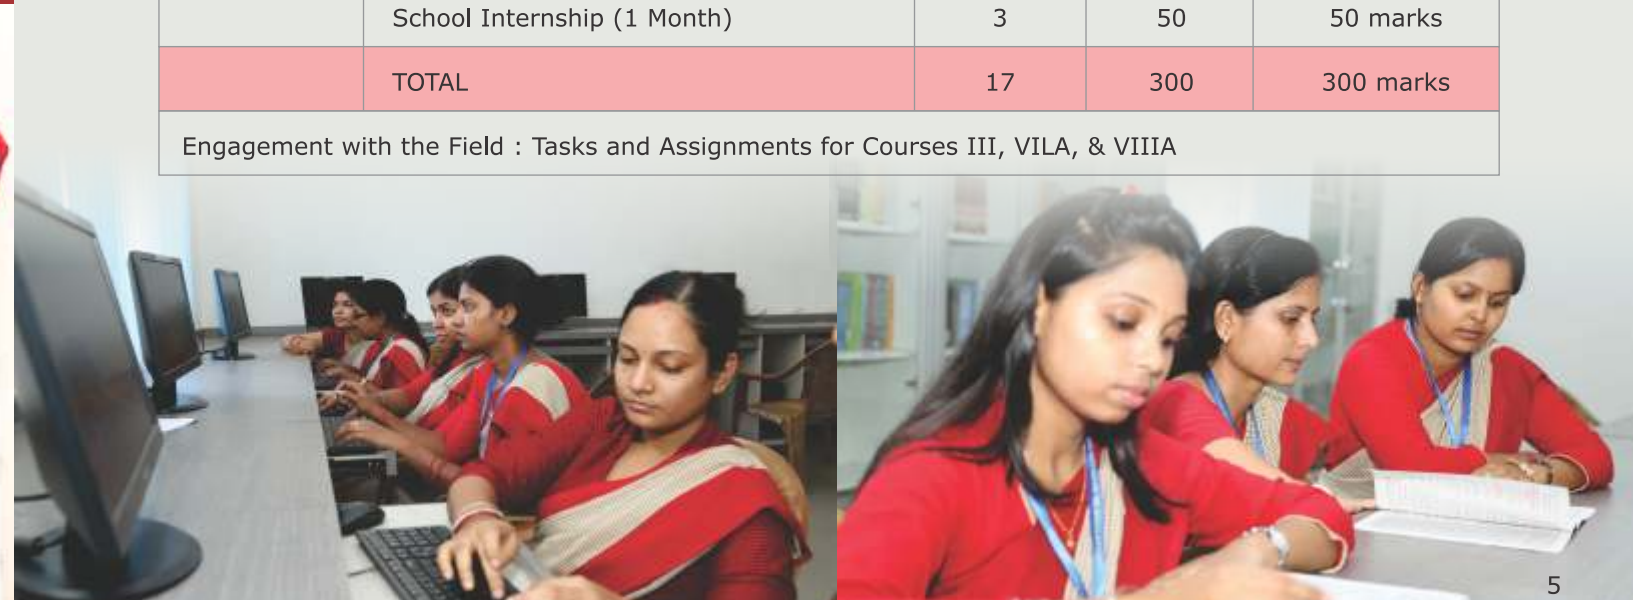 School Internship (1 Month) 3 50 50 marks
TOTAL 17 300 300 marks
Engagement with the Field : Tasks and Assignments for Courses III, VILA, & VIIIA
5